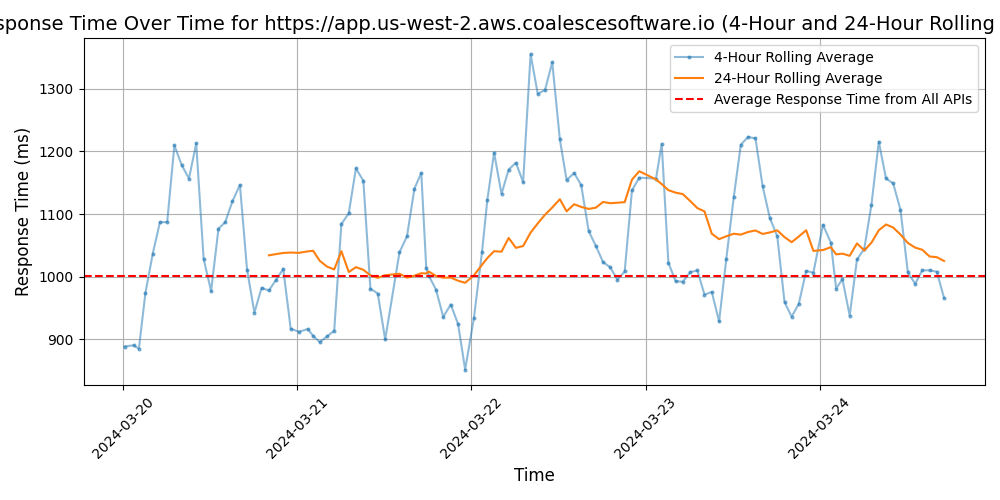 sponse Time Over Time for https://app.us-west-2.aws.coalescesoftware.io (4-Hour and 24-Hour Rolling
4-Hour Rolling Average
24-Hour Rolling Average
Average Response Time from All APIs
Response Time (ms)
1300
1200
1100
1000
900
2024-03-20
2024-03-21
2024-03-22
2024-03-23
2024-03-24
Time